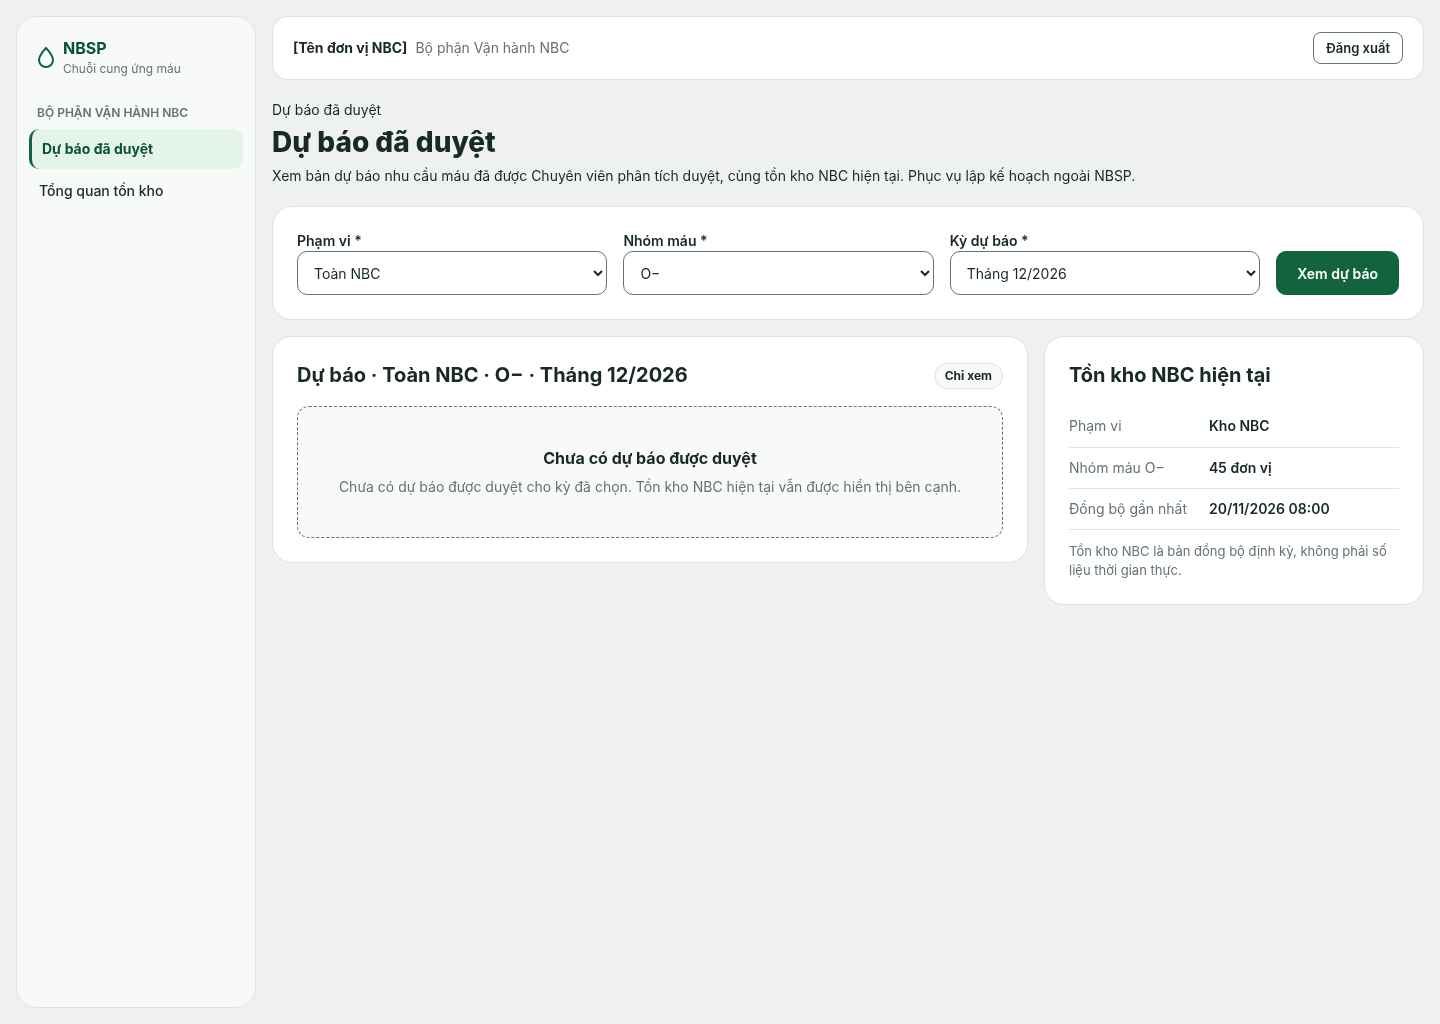 NBSP
Chuỗi cung ứng máu
BỘ PHẬN VẬN HÀNH NBC
Dự báo đã duyệt
Tổng quan tồn kho
[Tên đơn vị NBC] Bộ phận Vận hành NBC
Đăng xuất
Dự báo đã duyệt
Dự báo đã duyệt
Xem bản dự báo nhu cầu máu đã được Chuyên viên phân tích duyệt, cùng tồn kho NBC hiện tại. Phục vụ lập kế hoạch ngoài NBSP.
Phạm vi * Nhóm máu * Kỳ dự báo *
Toàn NBC O− Tháng 12/2026 Xem dự báo
Dự báo · Toàn NBC · O− · Tháng 12/2026 Chỉ xem
Chưa có dự báo được duyệt
Chưa có dự báo được duyệt cho kỳ đã chọn. Tồn kho NBC hiện tại vẫn được hiển thị bên cạnh.
Tồn kho NBC hiện tại
Phạm vi Kho NBC
Nhóm máu O− 45 đơn vị
Đồng bộ gần nhất 20/11/2026 08:00
Tồn kho NBC là bản đồng bộ định kỳ, không phải số
liệu thời gian thực.